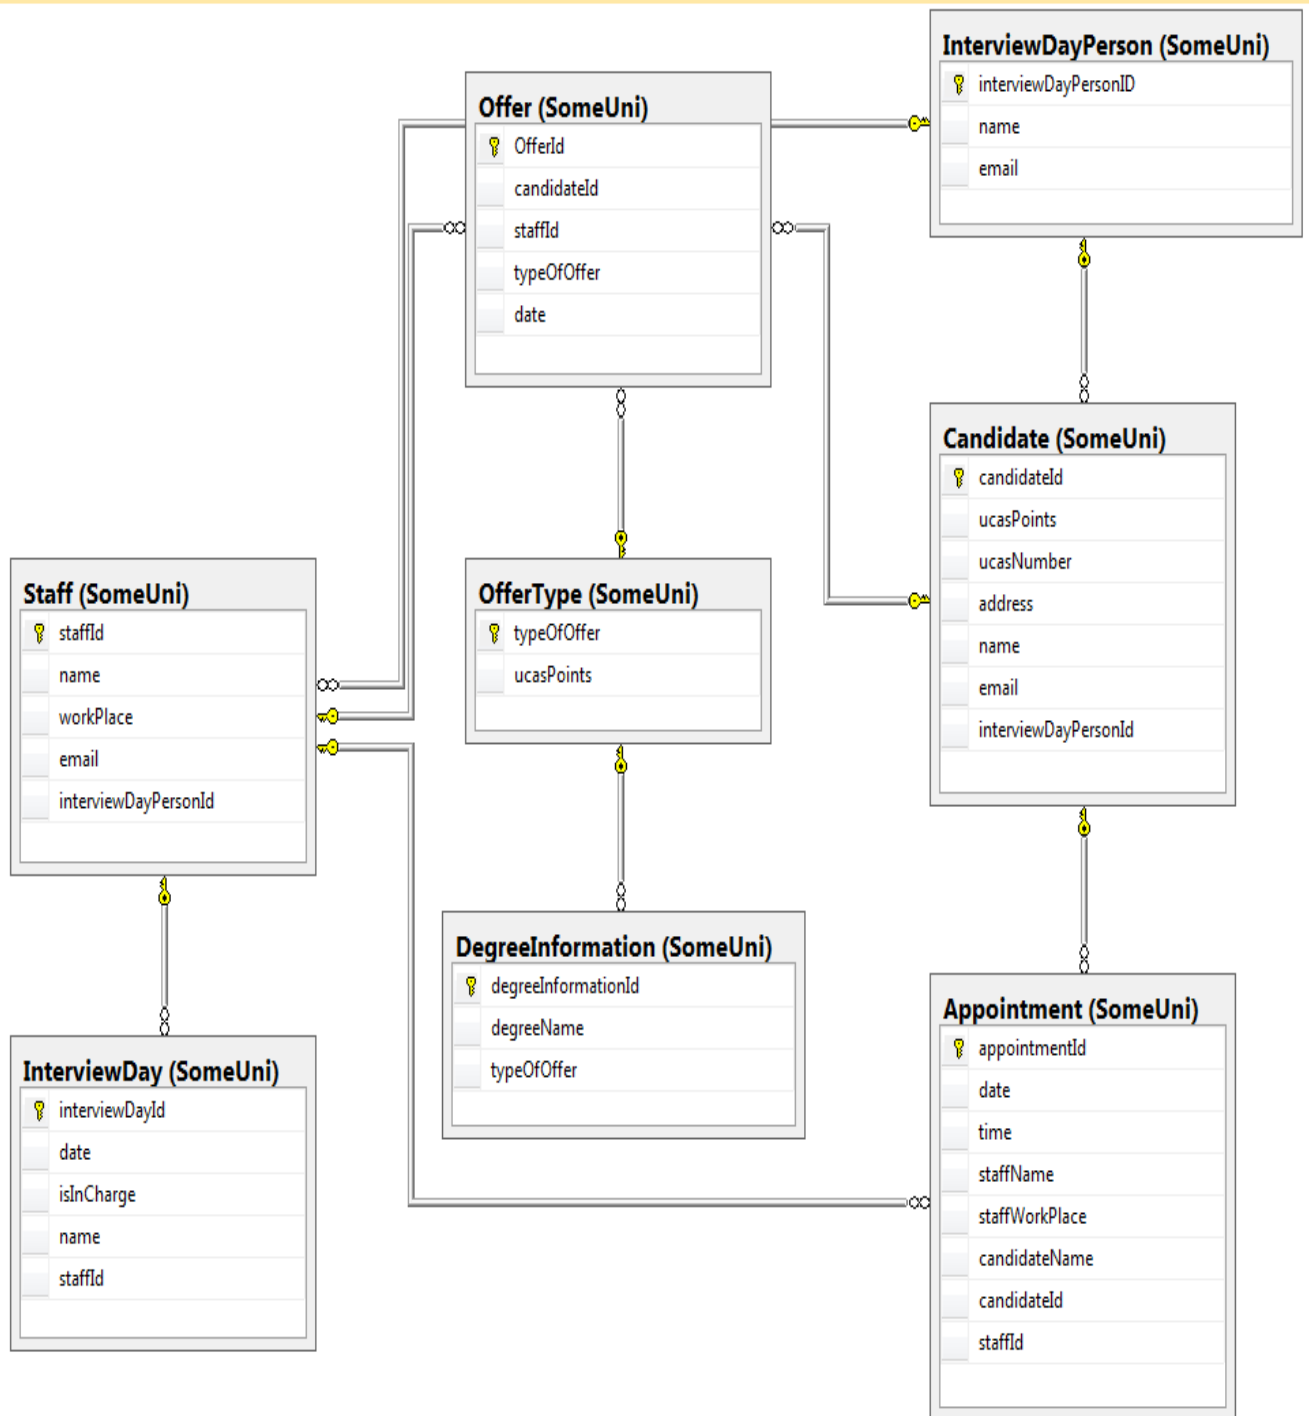 InterviewDayPerson (SomeUni)
interviewDayPersonID
name
email
Offer (SomeUni)
OfferId
candidateId
staffId
typeOfOffer
date
Candidate (SomeUni)
candidateId
ucasPoints
ucasNumber
address
name
email
interviewDayPersonId
Staff (SomeUni)
staffId
name
workPlace
email
interviewDayPersonId
OfferType (SomeUni)
typeOfOffer
ucasPoints
DegreeInformation (SomeUni)
degreeInformationId
degreeName
typeOfOffer
Appointment (SomeUni)
appointmentId
date
time
staffName
staffWorkPlace
candidateName
candidateId
staffId
InterviewDay (SomeUni)
interviewDayId
date
isInCharge
name
staffId